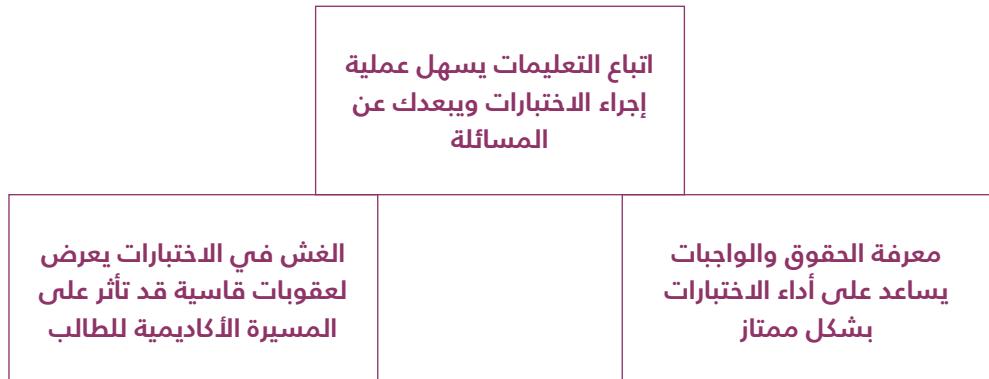 اتباع التعليمات يسهل عملية
إجراء الاختبارات ويبعدك عن
المسائلة
معرفة الحقوق والواجبات
يساعد على أداء الاختبارات
بشكل ممتاز
الغش في الاختبارات يعرض
لعقوبات قاسية قد تأثر على
المسيرة الأكاديمية للطالب